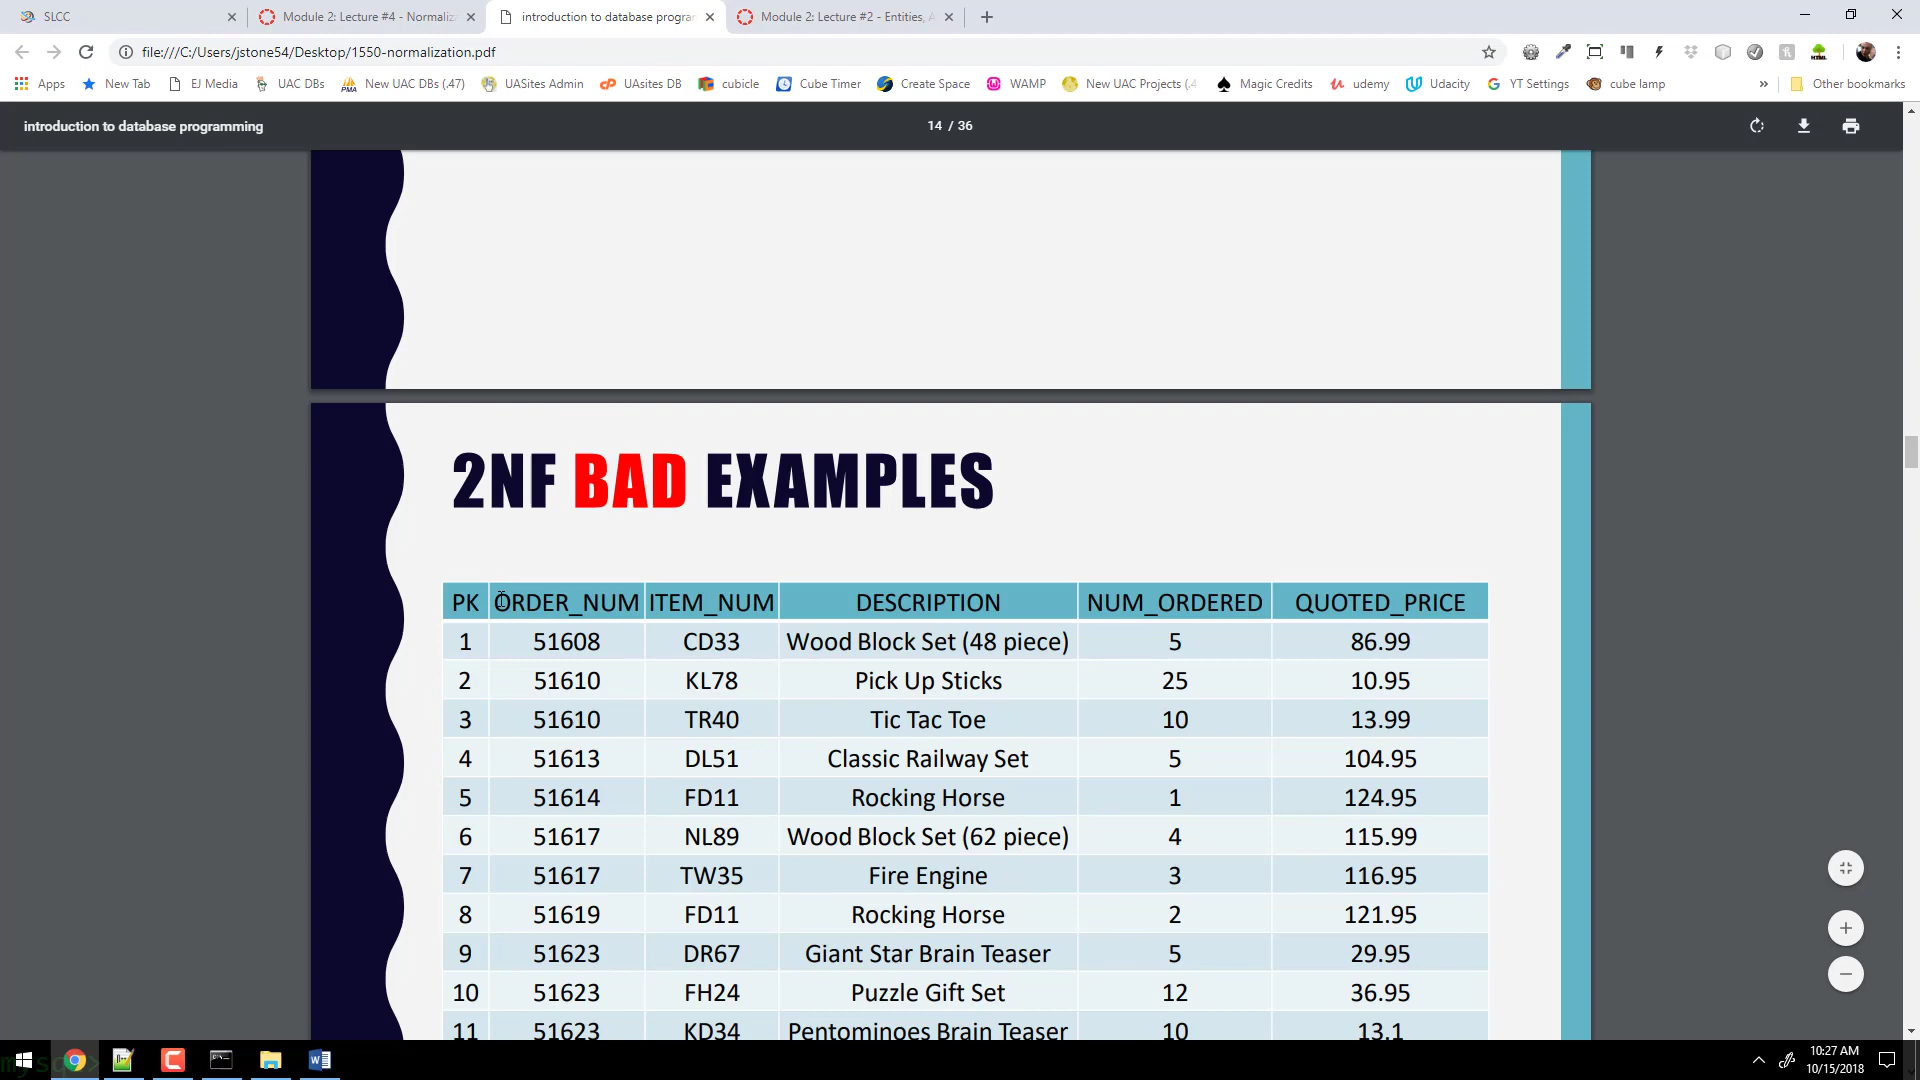 SLCC
Module 2: Lecture #4 - Normaliza
introduction to database progra
Module 2: Lecture #2 - Entities, A
file:///C:/Users/jstone54/Desktop/1550-normalization.pdf
Apps New Tab EJ Media UAC DBs New UAC DBs (.47) UASites Admin UAsites DB cubicle Cube Timer Create Space WAMP New UAC Projects (.4 Magic Credits udemy Udacity YT Settings cube lamp » Other bookmarks
introduction to database programming 14 / 36
2NF BAD EXAMPLES
PK ORDER_NUM ITEM_NUM DESCRIPTION NUM_ORDERED QUOTED_PRICE
1 51608 CD33 Wood Block Set (48 piece) 5 86.99
2 51610 KL78 Pick Up Sticks 25 10.95
3 51610 TR40 Tic Tac Toe 10 13.99
4 51613 DL51 Classic Railway Set 5 104.95
5 51614 FD11 Rocking Horse 1 124.95
6 51617 NL89 Wood Block Set (62 piece) 4 115.99
7 51617 TW35 Fire Engine 3 116.95
8 51619 FD11 Rocking Horse 2 121.95
9 51623 DR67 Giant Star Brain Teaser 5 29.95
10 51623 FH24 Puzzle Gift Set 12 36.95
11 51623 KD34 Pentominoes Brain Teaser 10 13.1
10:27 AM
10/15/2018